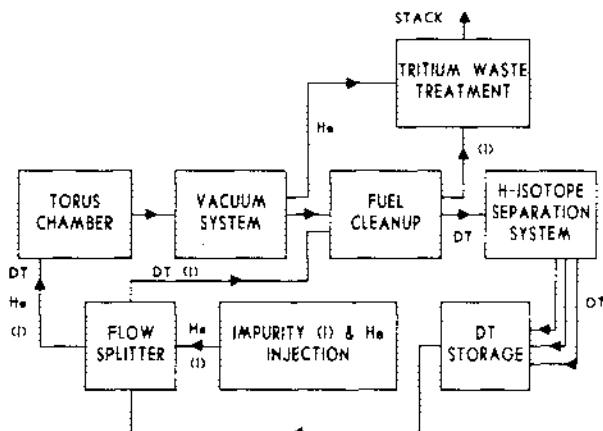 STACK
TRITIUM WASTE
TREATMENT
He
(I)
TORUS
CHAMBER
VACUUM
SYSTEM
FUEL
CLEANUP
H-ISOTOPE
SEPARATION
SYSTEM
DT
DT
He
(I)
DT (I)
DT
FLOW
SPLITTER
He
(I)
IMPURITY (I) & He
INJECTION
DT
STORAGE